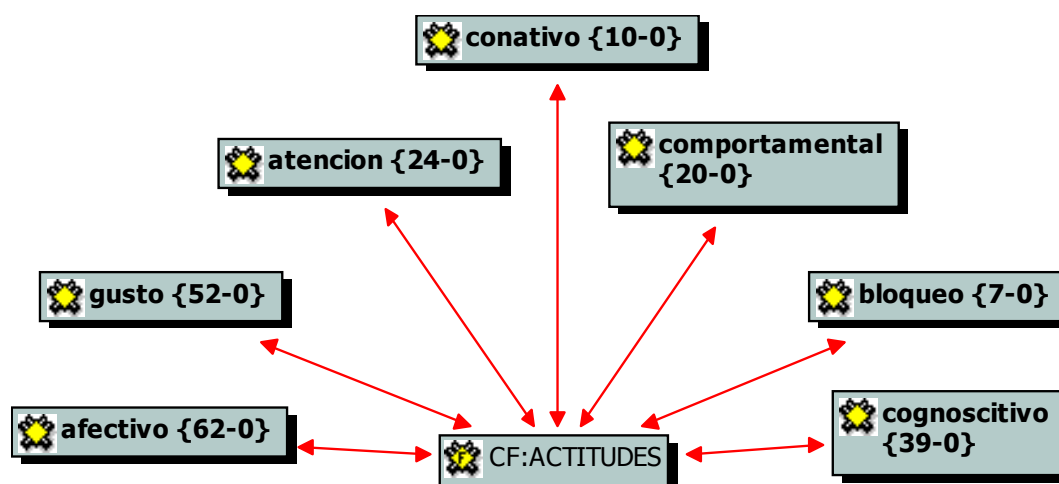 conativo {10-0}
atencion {24-0}
comportamental
{20-0}
gusto {52-0}
bloqueo {7-0}
afectivo {62-0}
CF:ACTITUDES
cognoscitivo
{39-0}